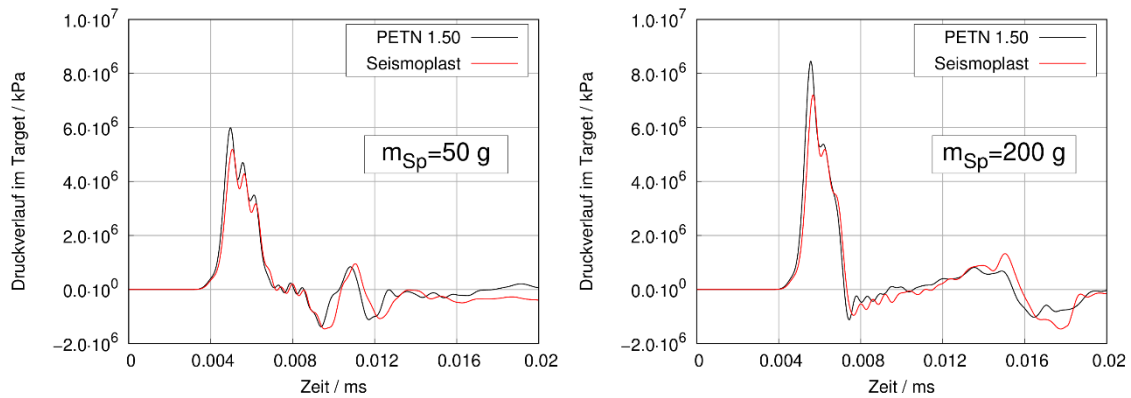 1.0·10⁷
8.0·10⁶
6.0·10⁶
4.0·10⁶
2.0·10⁶
0.0·10⁰
−2.0·10⁶
Druckverlauf im Target / kPa
PETN 1.50
Seismoplast
m_Sp=50 g
0 0.004 0.008 0.012 0.016 0.02
Zeit / ms
1.0·10⁷
8.0·10⁶
6.0·10⁶
4.0·10⁶
2.0·10⁶
0.0·10⁰
−2.0·10⁶
Druckverlauf im Target / kPa
PETN 1.50
Seismoplast
m_Sp=200 g
0 0.004 0.008 0.012 0.016 0.02
Zeit / ms